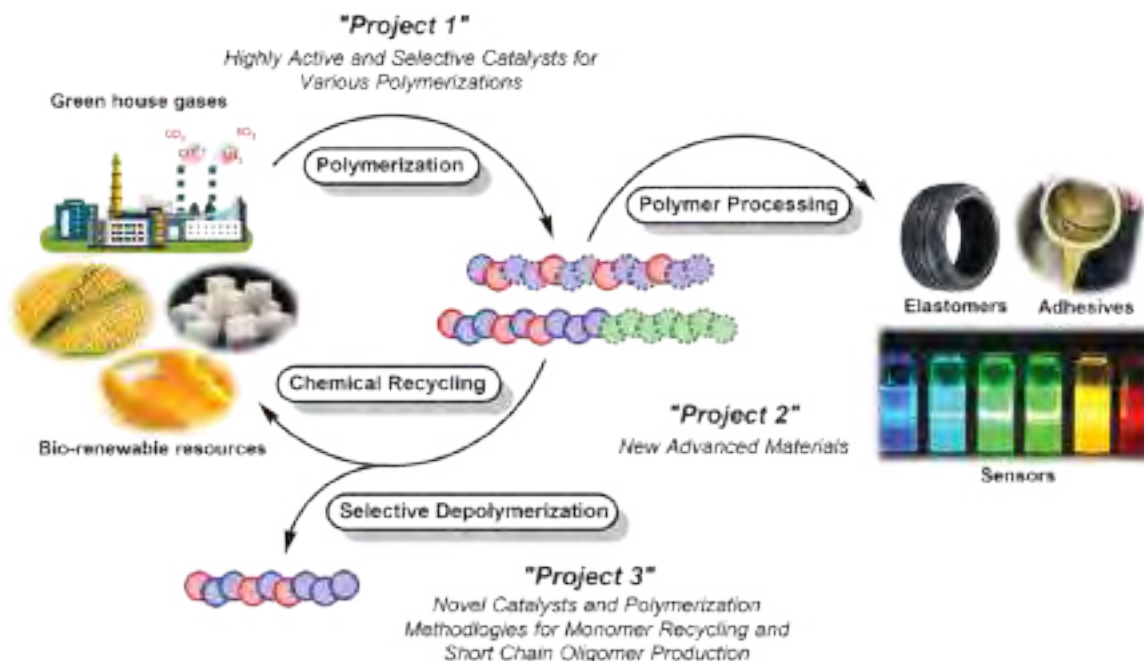 "Project 1"
Highly Active and Selective Catalysts for
Various Polymerizations
Green house gases
Polymerization
Polymer Processing
Elastomers
Adhesives
Chemical Recycling
"Project 2"
New Advanced Materials
Bio-renewable resources
Sensors
Selective Depolymerization
"Project 3"
Novel Catalysts and Polymerization
Methodlogies for Monomer Recycling and
Short Chain Oligomer Production